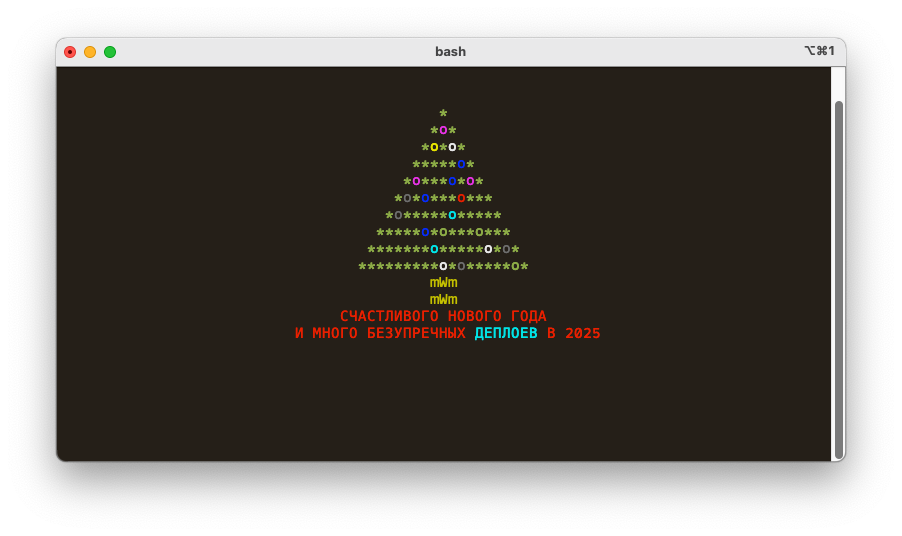 bash ⌥⌘1
*
*o*
*o*o*
*****o*
*o***o*o*
*o*o***o***
*o*****o*****
*****o*o***o***
*******o*****o*o*
*********o*o*****o*
mWm
mWm
СЧАСТЛИВОГО НОВОГО ГОДА
И МНОГО БЕЗУПРЕЧНЫХ ДЕПЛОЕВ В 2025